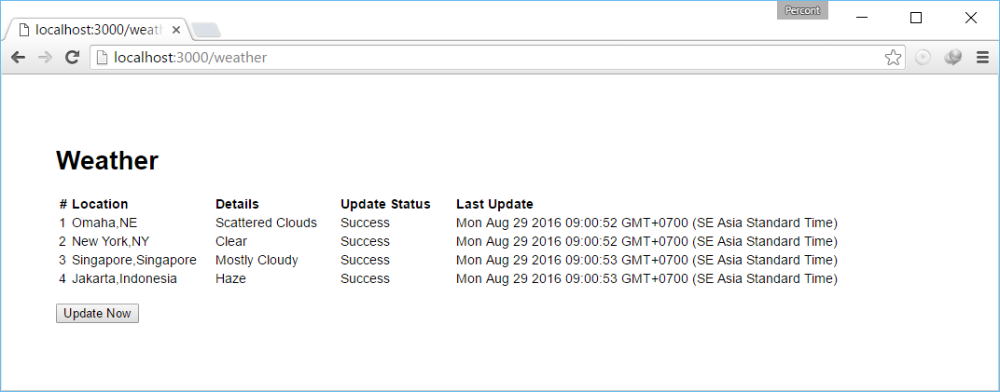 Percont
localhost:3000/weath
localhost:3000/weather
Weather
# Location Details Update Status Last Update
1 Omaha,NE Scattered Clouds Success Mon Aug 29 2016 09:00:52 GMT+0700 (SE Asia Standard Time)
2 New York,NY Clear Success Mon Aug 29 2016 09:00:52 GMT+0700 (SE Asia Standard Time)
3 Singapore,Singapore Mostly Cloudy Success Mon Aug 29 2016 09:00:53 GMT+0700 (SE Asia Standard Time)
4 Jakarta,Indonesia Haze Success Mon Aug 29 2016 09:00:53 GMT+0700 (SE Asia Standard Time)
Update Now